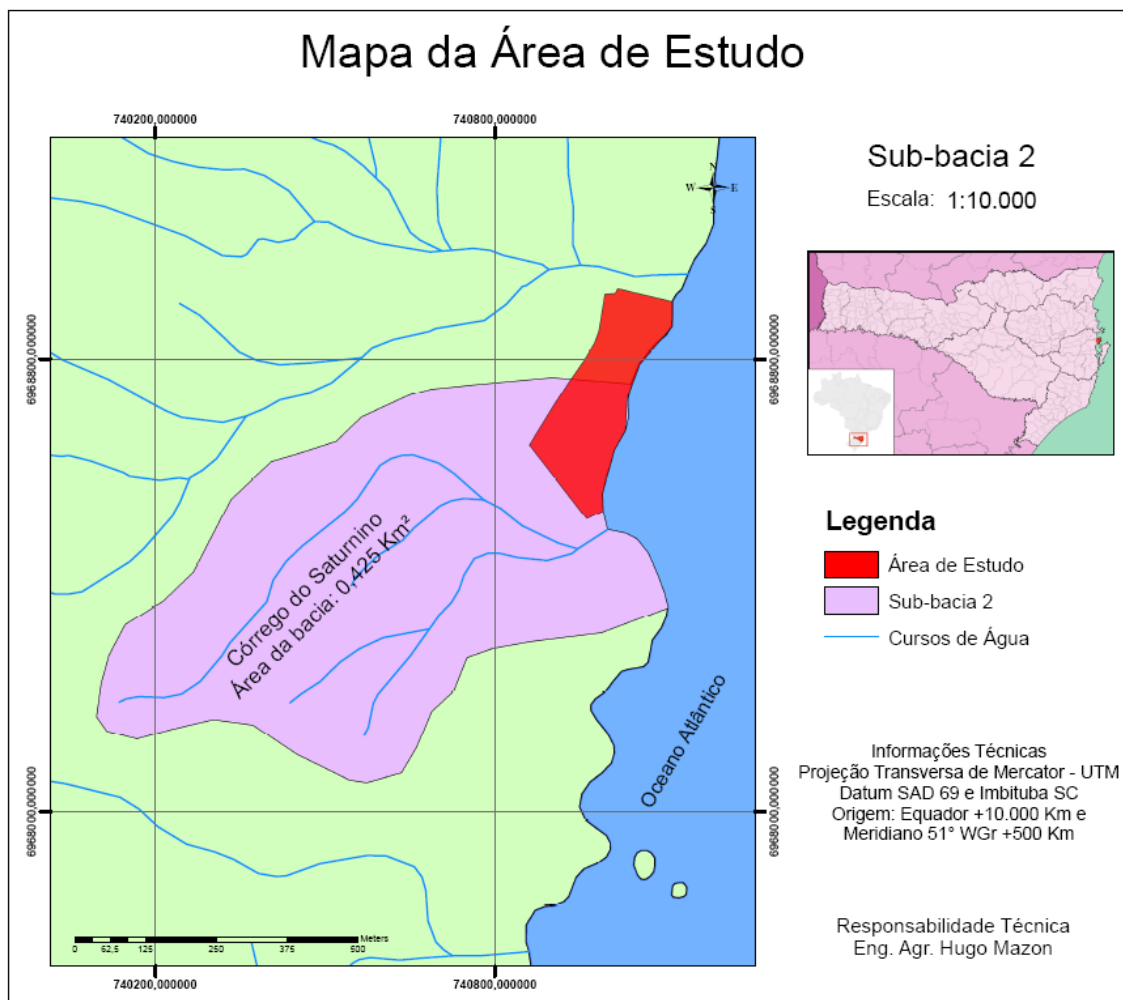 Mapa da Área de Estudo
740200,000000
740800,000000
N
W
E
S
6968800,000000
6968800,000000
Córrego do Saturnino
Área da bacia: 0,425 Km²
Oceano Atlântico
6968000,000000
6968000,000000
0
62,5
125
250
375
500
Meters
740200,000000
740800,000000
Sub-bacia 2
Escala: 1:10.000
Legenda
Área de Estudo
Sub-bacia 2
Cursos de Água
Informações Técnicas
Projeção Transversa de Mercator - UTM
Datum SAD 69 e Imbituba SC
Origem: Equador +10.000 Km e
Meridiano 51° WGr +500 Km
Responsabilidade Técnica
Eng. Agr. Hugo Mazon